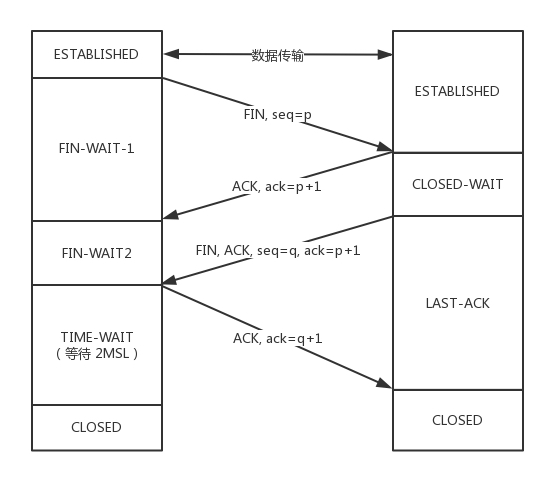 ESTABLISHED
数据传输
ESTABLISHED
FIN, seq=p
FIN-WAIT-1
ACK, ack=p+1
CLOSED-WAIT
FIN-WAIT2
FIN, ACK, seq=q, ack=p+1
LAST-ACK
TIME-WAIT
（等待 2MSL）
ACK, ack=q+1
CLOSED
CLOSED